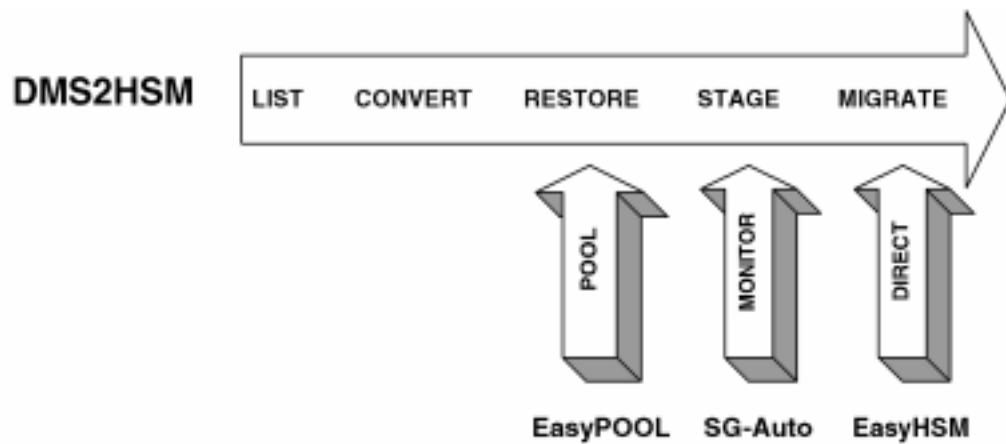 DMS2HSM
LIST CONVERT RESTORE STAGE MIGRATE
POOL
MONITOR
DIRECT
EasyPOOL SG-Auto EasyHSM